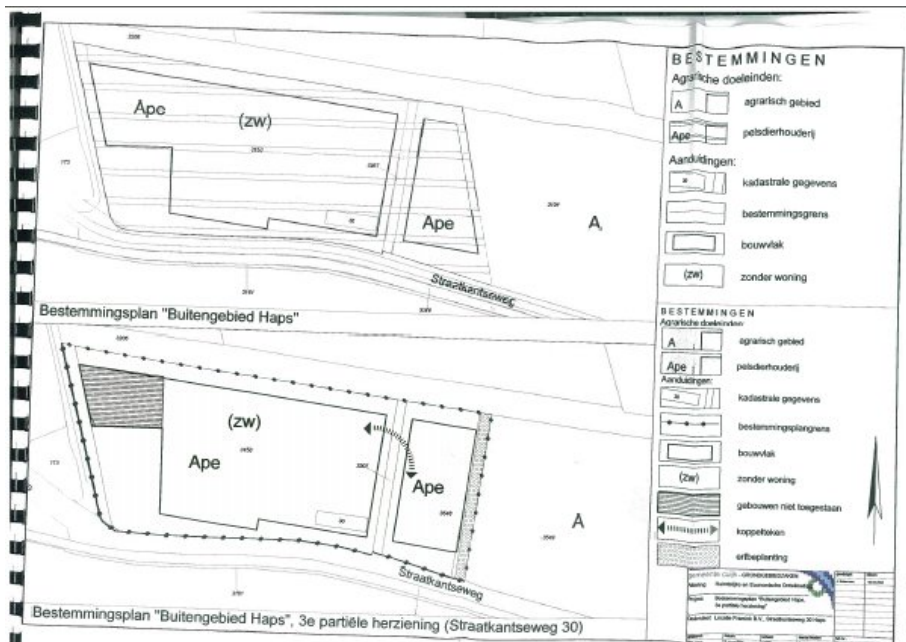 Ape
(zw)
Ape
A
Straatkantseweg
Bestemmingsplan "Buitengebied Haps"
BESTEMMINGEN
Agrarische doeleinden:
A
agrarisch gebied
Ape
pelsdierhouderij
Aanduidingen:
kadastrale gegevens
bestemmingsgrens
bouwvlak
(zw)
zonder woning
(zw)
Ape
Ape
A
Straatkantseweg
Bestemmingsplan "Buitengebied Haps", 3e partiële herziening (Straatkantseweg 30)
BESTEMMINGEN
Agrarische doeleinden:
A
agrarisch gebied
Ape
pelsdierhouderij
Aanduidingen:
kadastrale gegevens
bestemmingsplangrens
bouwvlak
(zw)
zonder woning
gebouwen niet toegestaan
koppelteken
erfbeplanting